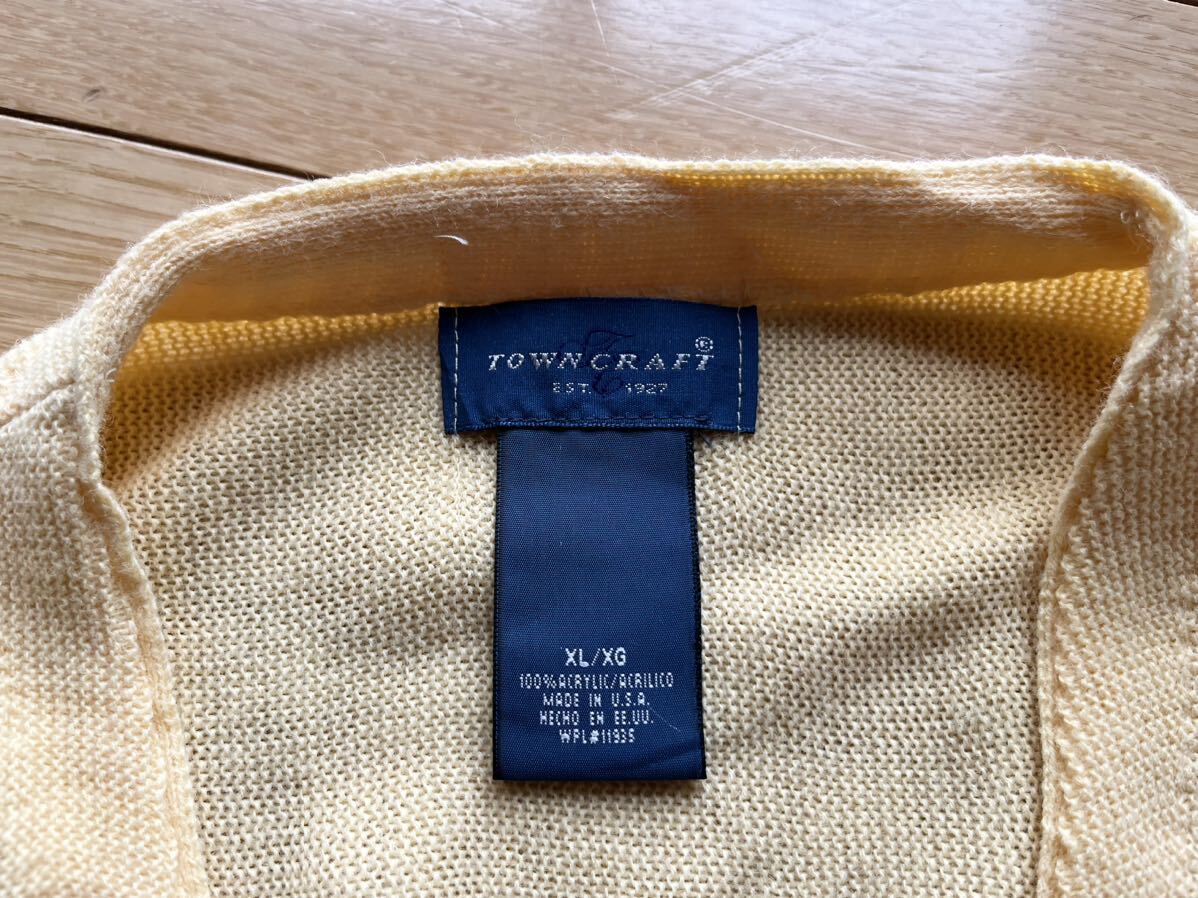 TOWNCRAFT®
EST. 1927
XL/XG
100% ACRYLIC/ACRILICO
MADE IN U.S.A.
HECHO EN EE.UU.
WPL#11935